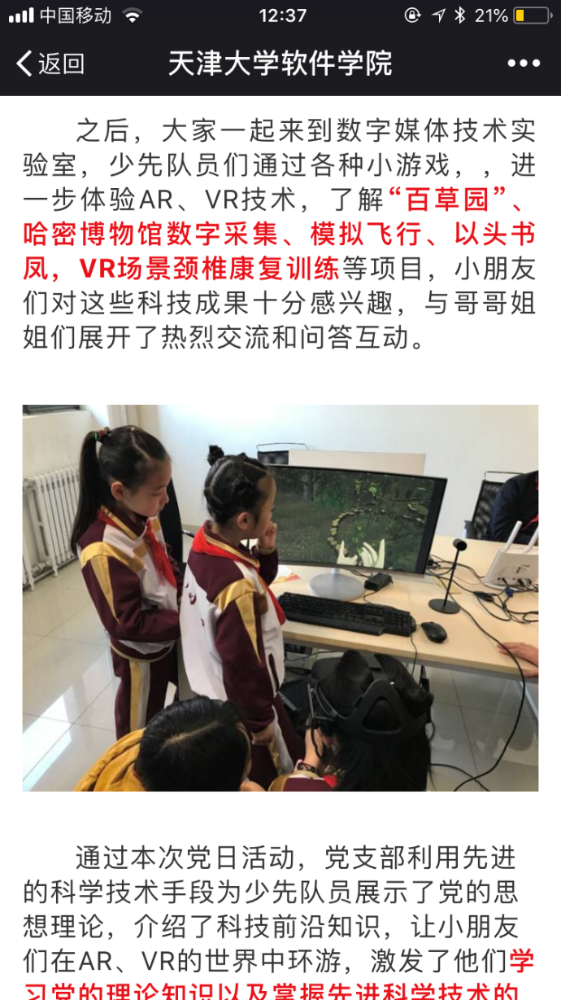 中国移动
12:37
21%
返回
天津大学软件学院
之后，大家一起来到数字媒体技术实
验室，少先队员们通过各种小游戏，，进
一步体验AR、VR技术，了解“百草园”、
哈密博物馆数字采集、模拟飞行、以头书
凤，VR场景颈椎康复训练等项目，小朋友
们对这些科技成果十分感兴趣，与哥哥姐
姐们展开了热烈交流和问答互动。
通过本次党日活动，党支部利用先进
的科学技术手段为少先队员展示了党的思
想理论，介绍了科技前沿知识，让小朋友
们在AR、VR的世界中环游，激发了他们学
习党的理论知识以及掌握先进科学技术的